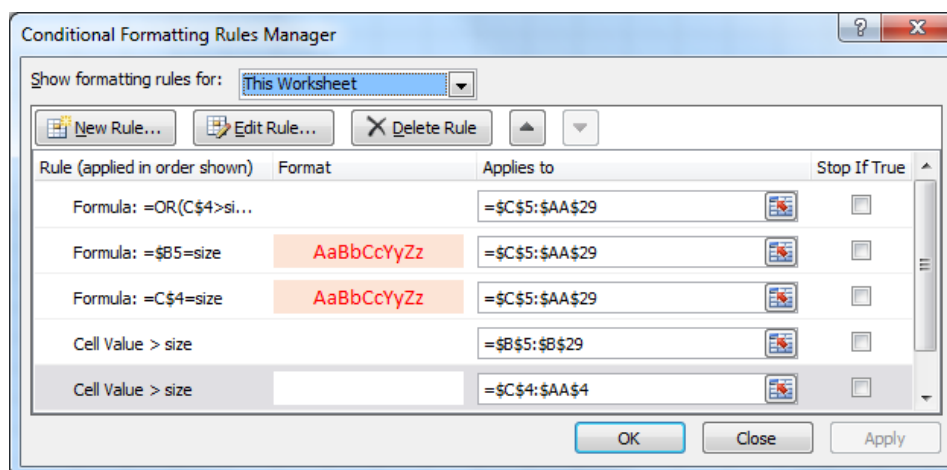 Conditional Formatting Rules Manager
Show formatting rules for: This Worksheet
New Rule... Edit Rule... Delete Rule
Rule (applied in order shown) Format Applies to Stop If True
Formula: =OR(C$4>si... =$C$5:$AA$29
Formula: =$B5=size AaBbCcYyZz =$C$5:$AA$29
Formula: =C$4=size AaBbCcYyZz =$C$5:$AA$29
Cell Value > size =$B$5:$B$29
Cell Value > size =$C$4:$AA$4
OK Close Apply